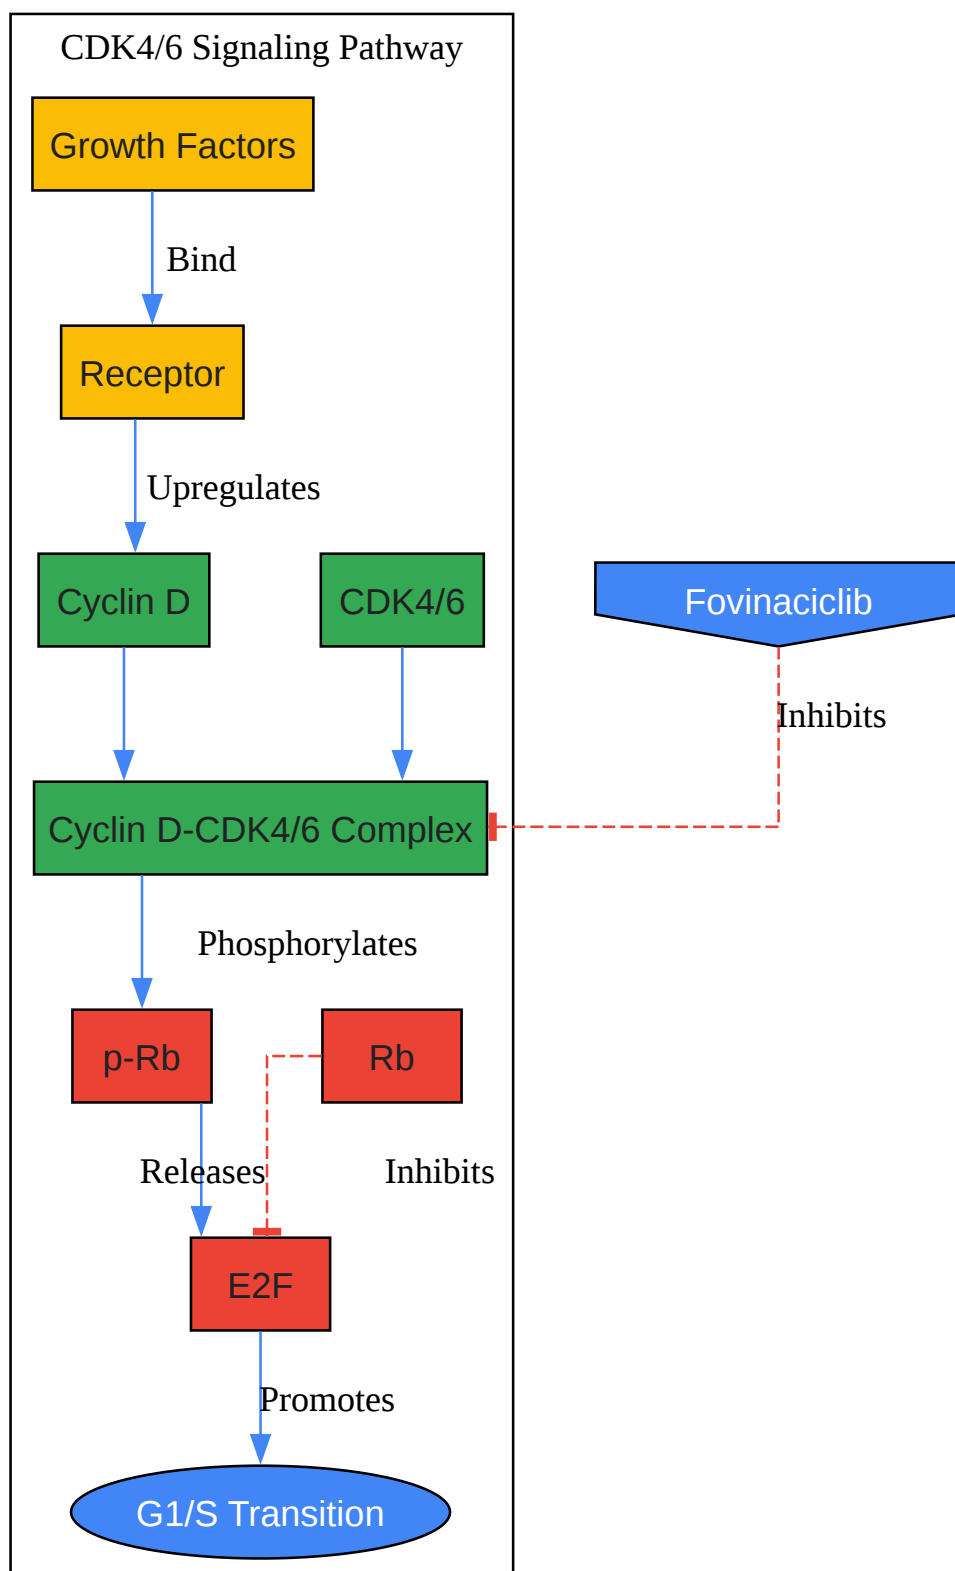 CDK4/6 Signaling Pathway
Growth Factors
Bind
Receptor
Upregulates
Cyclin D
CDK4/6
Fovinaciclib
Inhibits
Cyclin D-CDK4/6 Complex
Phosphorylates
p-Rb
Rb
Releases
Inhibits
E2F
Promotes
G1/S Transition